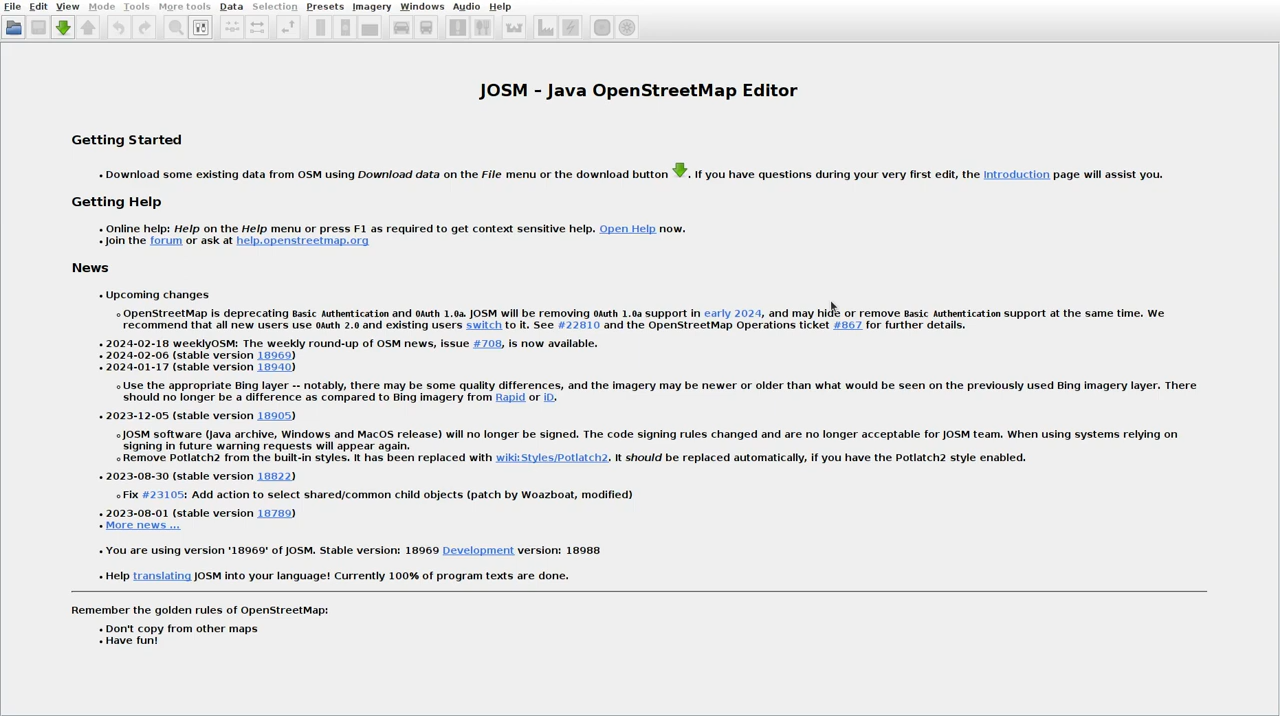 File Edit View Mode Tools More tools Data Selection Presets Imagery Windows Audio Help
JOSM – Java OpenStreetMap Editor
Getting Started
Download some existing data from OSM using Download data on the File menu or the download button . If you have questions during your very first edit, the Introduction page will assist you.
Getting Help
Online help: Help on the Help menu or press F1 as required to get context sensitive help. Open Help now.
Join the forum or ask at help.openstreetmap.org
News
Upcoming changes
OpenStreetMap is deprecating Basic Authentication and OAuth 1.0a. JOSM will be removing OAuth 1.0a support in early 2024, and may hide or remove Basic Authentication support at the same time. We
recommend that all new users use OAuth 2.0 and existing users switch to it. See #22810 and the OpenStreetMap Operations ticket #867 for further details.
2024-02-18 weeklyOSM: The weekly round-up of OSM news, issue #708, is now available.
2024-02-06 (stable version 18969)
2024-01-17 (stable version 18940)
Use the appropriate Bing layer -- notably, there may be some quality differences, and the imagery may be newer or older than what would be seen on the previously used Bing imagery layer. There
should no longer be a difference as compared to Bing imagery from Rapid or iD.
2023-12-05 (stable version 18905)
JOSM software (Java archive, Windows and MacOS release) will no longer be signed. The code signing rules changed and are no longer acceptable for JOSM team. When using systems relying on
signing in future warning requests will appear again.
Remove Potlatch2 from the built-in styles. It has been replaced with wiki:Styles/Potlatch2. It should be replaced automatically, if you have the Potlatch2 style enabled.
2023-08-30 (stable version 18822)
Fix #23105: Add action to select shared/common child objects (patch by Woazboat, modified)
2023-08-01 (stable version 18789)
More news ...
You are using version '18969' of JOSM. Stable version: 18969 Development version: 18988
Help translating JOSM into your language! Currently 100% of program texts are done.
Remember the golden rules of OpenStreetMap:
Don't copy from other maps
Have fun!